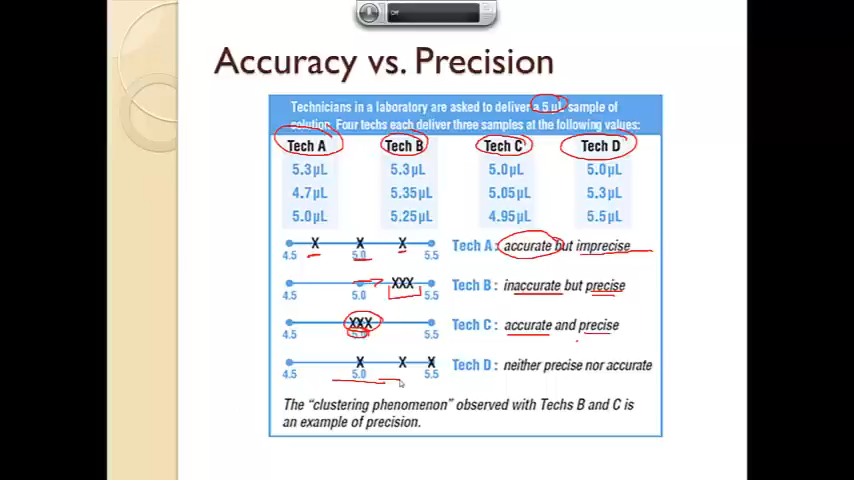 Off
Accuracy vs. Precision
Technicians in a laboratory are asked to deliver a 5 µL sample of
solution. Four techs each deliver three samples at the following values:
Tech A Tech B Tech C Tech D
5.3µL 5.3µL 5.0µL 5.0µL
4.7µL 5.35µL 5.05µL 5.3µL
5.0µL 5.25µL 4.95µL 5.5µL
X X X
4.5 5.0 5.5
Tech A: accurate but imprecise
XXX
4.5 5.0 5.5
Tech B: inaccurate but precise
XXX
4.5 5.0 5.5
Tech C: accurate and precise
X X X
4.5 5.0 5.5
Tech D: neither precise nor accurate
The “clustering phenomenon” observed with Techs B and C is
an example of precision.